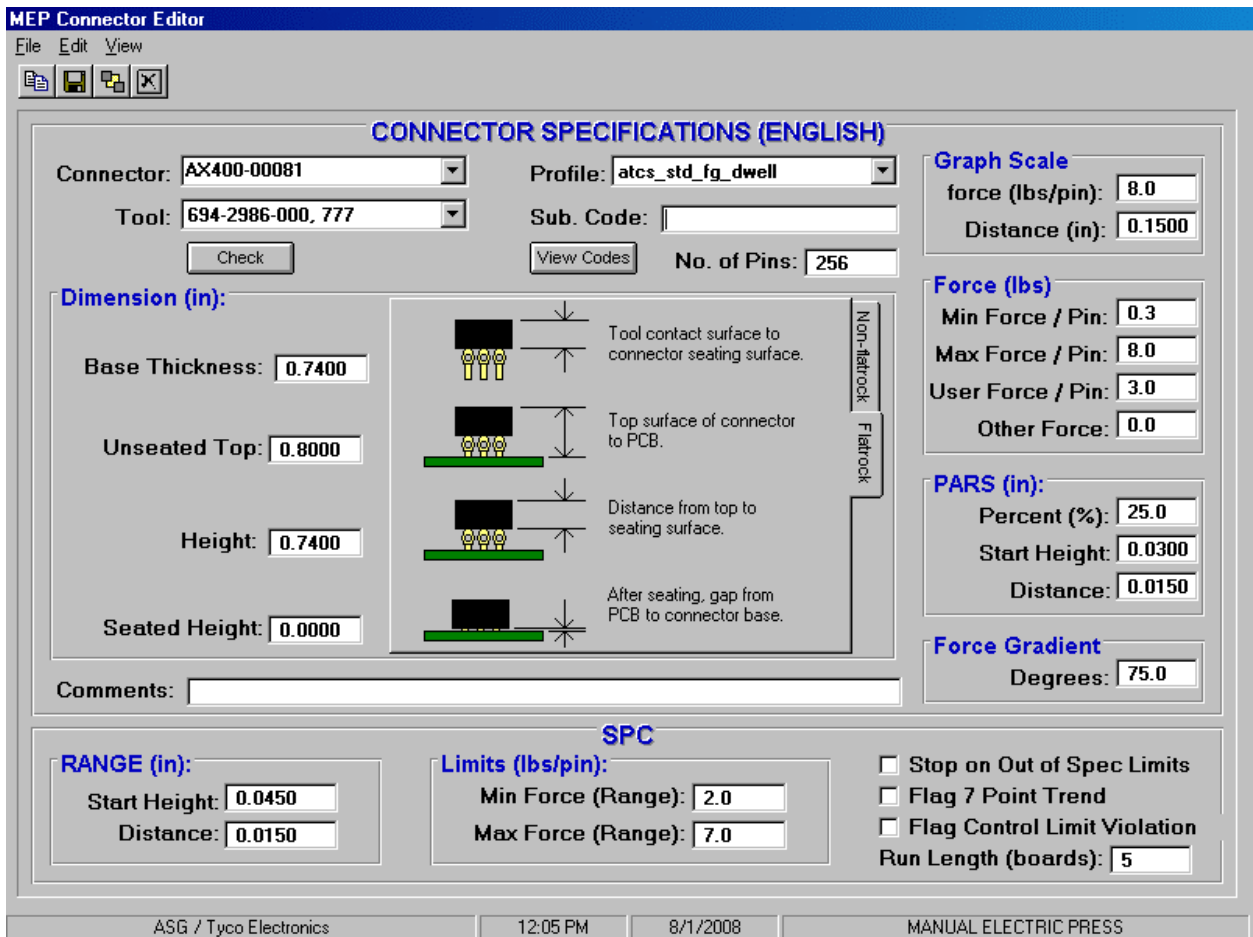 MEP Connector Editor
File Edit View
CONNECTOR SPECIFICATIONS (ENGLISH)
Connector: AX400-00081
Profile: atcs_std_fg_dwell
Tool: 694-2986-000, 777
Sub. Code:
Check
View Codes
No. of Pins: 256
Dimension (in):
Base Thickness: 0.7400
Unseated Top: 0.8000
Height: 0.7400
Seated Height: 0.0000
Tool contact surface to
connector seating surface.
Top surface of connector
to PCB.
Distance from top to
seating surface.
After seating, gap from
PCB to connector base.
Non-flatrock
Flatrock
Comments:
Graph Scale
force (lbs/pin): 8.0
Distance (in): 0.1500
Force (lbs)
Min Force / Pin: 0.3
Max Force / Pin: 8.0
User Force / Pin: 3.0
Other Force: 0.0
PARS (in):
Percent (%): 25.0
Start Height: 0.0300
Distance: 0.0150
Force Gradient
Degrees: 75.0
SPC
RANGE (in):
Start Height: 0.0450
Distance: 0.0150
Limits (lbs/pin):
Min Force (Range): 2.0
Max Force (Range): 7.0
Stop on Out of Spec Limits
Flag 7 Point Trend
Flag Control Limit Violation
Run Length (boards): 5
ASG / Tyco Electronics
12:05 PM
8/1/2008
MANUAL ELECTRIC PRESS